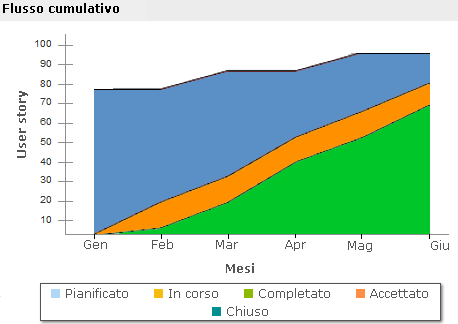 Flusso cumulativo
100
90
80
70
60
50
40
30
20
10
User story
Gen Feb Mar Apr Mag Giu
Mesi
Pianificato In corso Completato Accettato
Chiuso